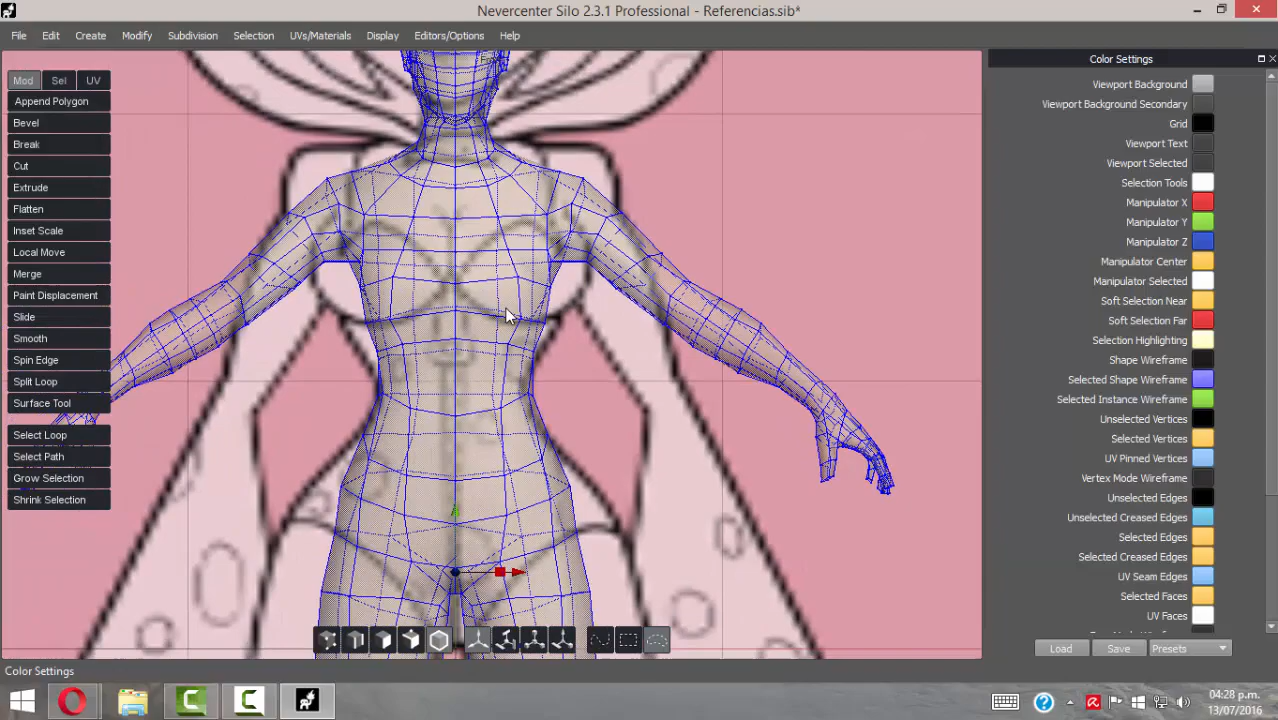 Nevercenter Silo 2.3.1 Professional - Referencias.sib*
File Edit Create Modify Subdivision Selection UVs/Materials Display Editors/Options Help
Mod Sel UV
Append Polygon
Bevel
Break
Cut
Extrude
Flatten
Inset Scale
Local Move
Merge
Paint Displacement
Slide
Smooth
Spin Edge
Split Loop
Surface Tool
Select Loop
Select Path
Grow Selection
Shrink Selection
Color Settings
Viewport Background
Viewport Background Secondary
Grid
Viewport Text
Viewport Selected
Selection Tools
Manipulator X
Manipulator Y
Manipulator Z
Manipulator Center
Manipulator Selected
Soft Selection Near
Soft Selection Far
Selection Highlighting
Shape Wireframe
Selected Shape Wireframe
Selected Instance Wireframe
Unselected Vertices
Selected Vertices
UV Pinned Vertices
Vertex Mode Wireframe
Unselected Edges
Unselected Creased Edges
Selected Edges
Selected Creased Edges
UV Seam Edges
Selected Faces
UV Faces
Load Save Presets
Color Settings
04:28 p.m.
13/07/2016